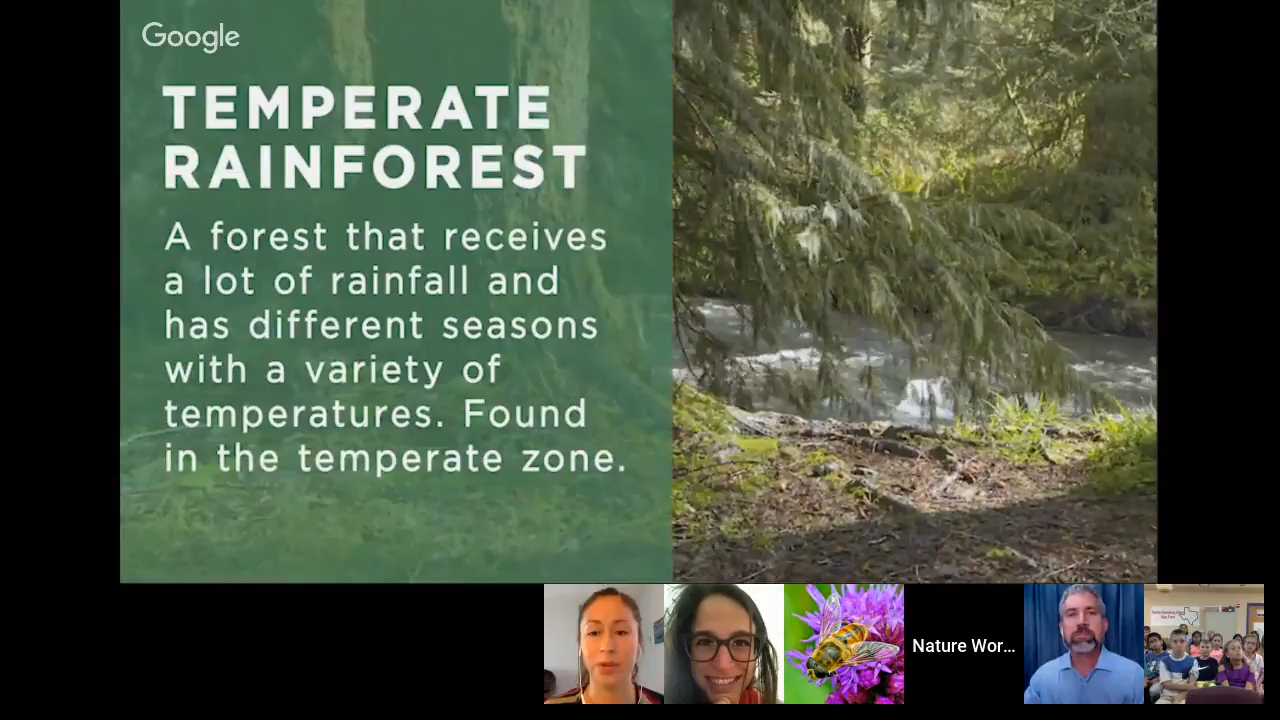 Google
TEMPERATE
RAINFOREST
A forest that receives
a lot of rainfall and
has different seasons
with a variety of
temperatures. Found
in the temperate zone.
Nature Wor...